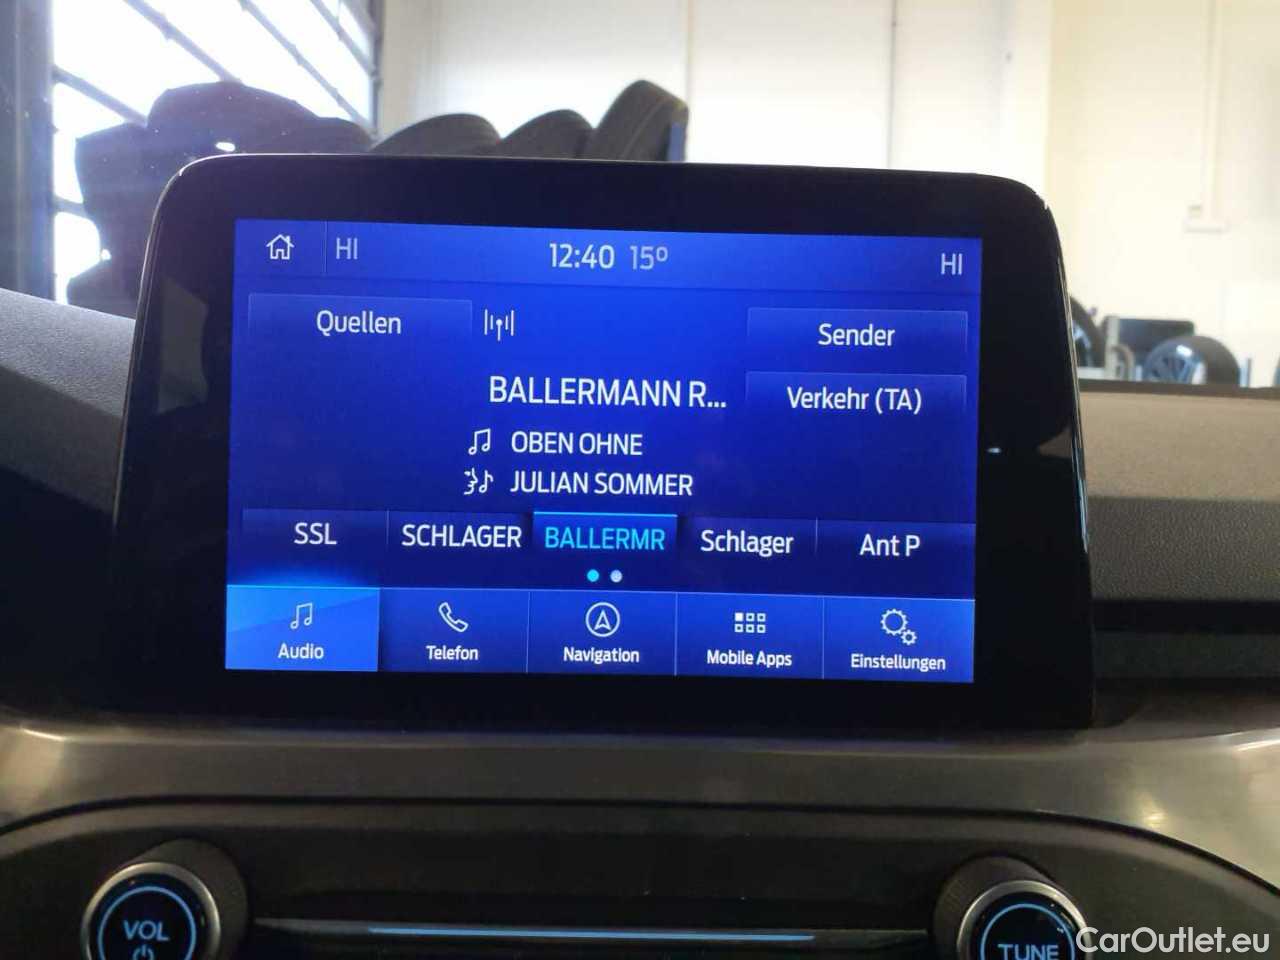 HI 12:40 15° HI
Quellen
Sender
BALLERMANN R...
Verkehr (TA)
OBEN OHNE
JULIAN SOMMER
SSL SCHLAGER BALLERMR Schlager Ant P
Audio Telefon Navigation Mobile Apps Einstellungen
VOL
TUNE
CarOutlet.eu